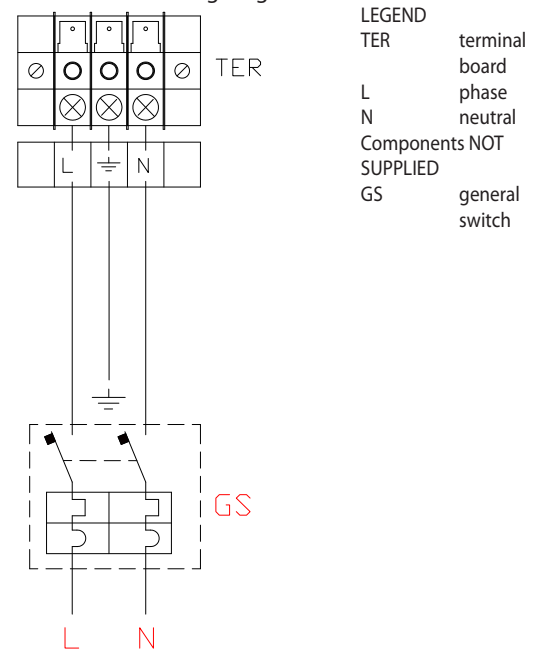 TER
L N
GS
L N
LEGEND
TER terminal
board
L phase
N neutral
Components NOT
SUPPLIED
GS general
switch